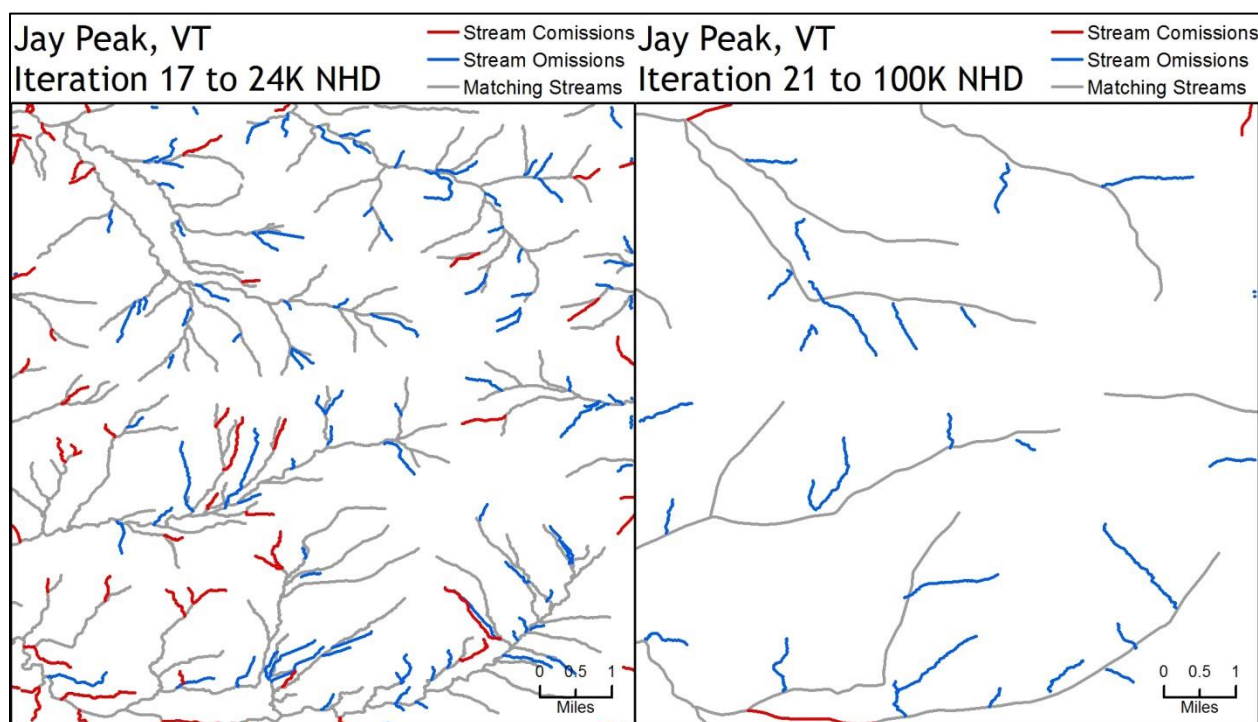 Jay Peak, VT
Iteration 17 to 24K NHD
Stream Comissions
Stream Omissions
Matching Streams
0 0.5 1
Miles
Jay Peak, VT
Iteration 21 to 100K NHD
Stream Comissions
Stream Omissions
Matching Streams
0 0.5 1
Miles